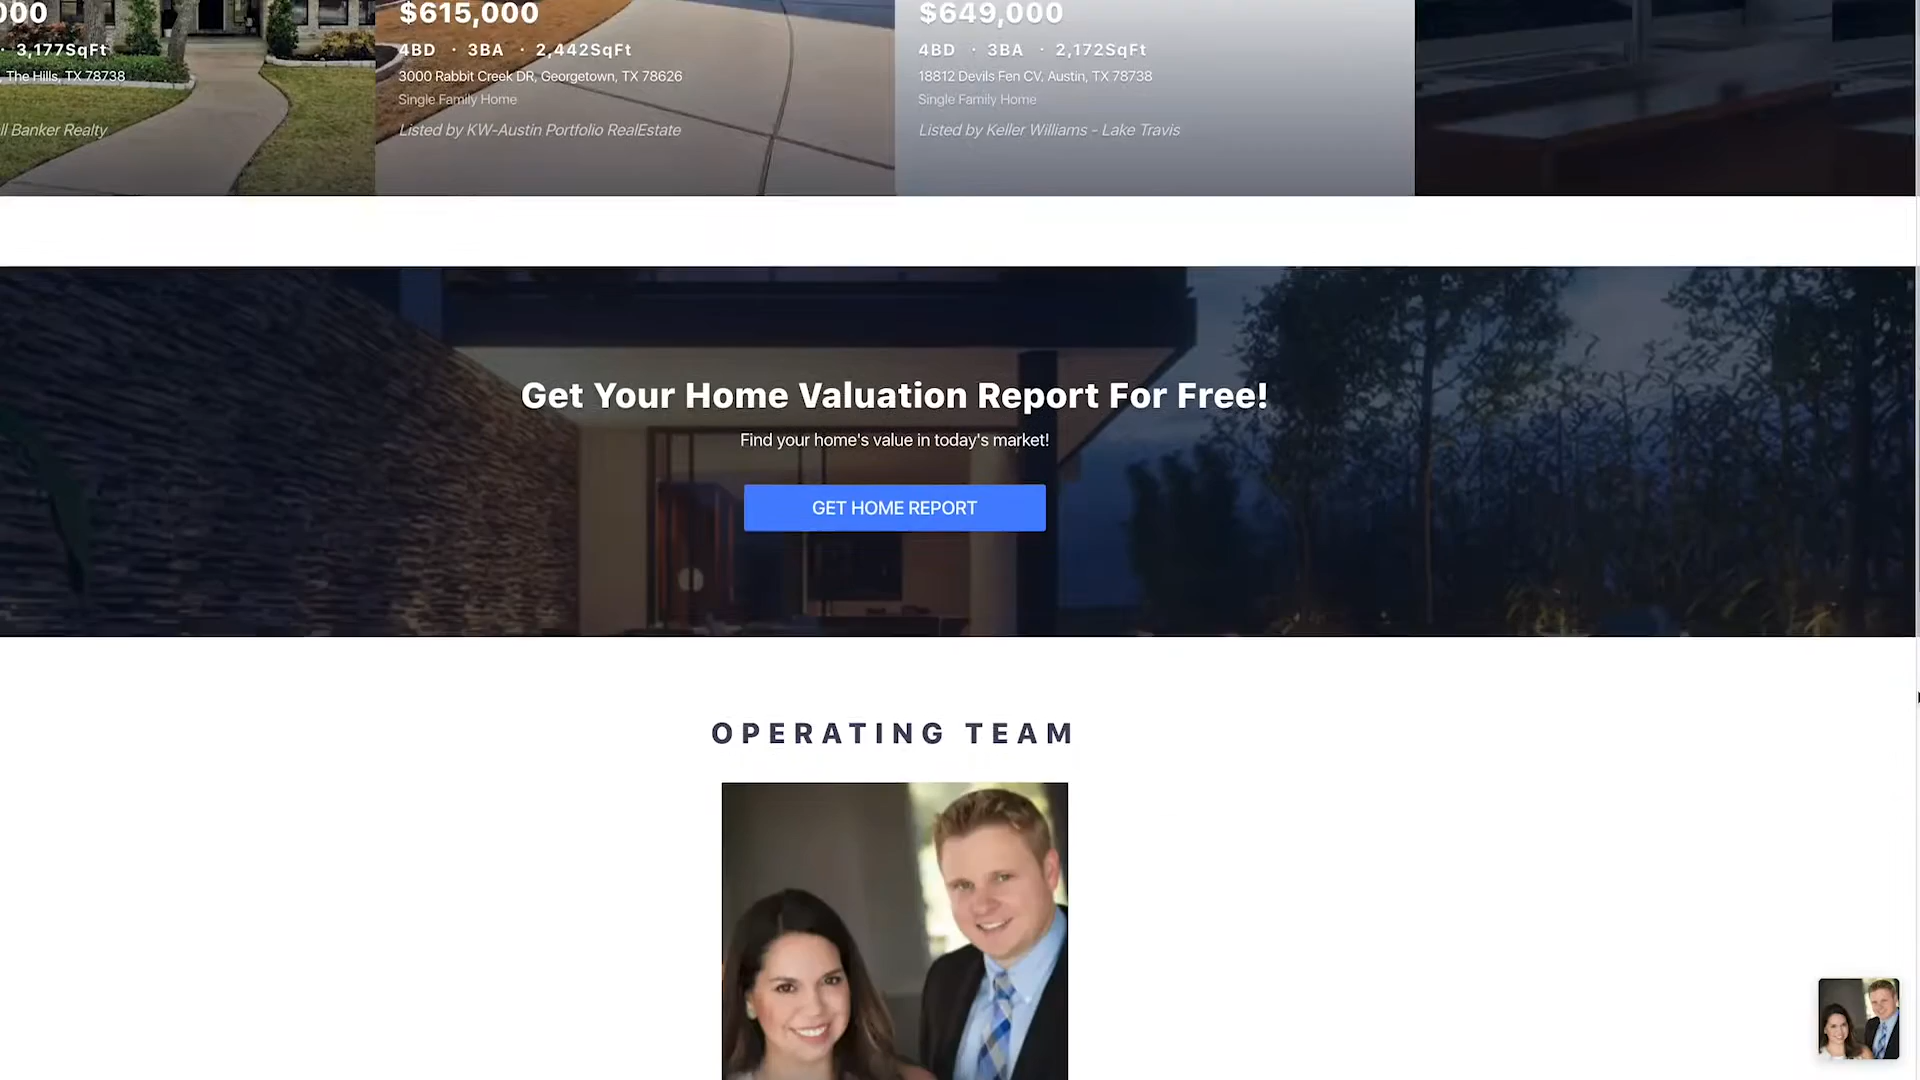 000
· 3,177SqFt
, The Hills, TX 78738
ll Banker Realty
$615,000
4BD · 3BA · 2,442SqFt
3000 Rabbit Creek DR, Georgetown, TX 78626
Single Family Home
Listed by KW-Austin Portfolio RealEstate
$649,000
4BD · 3BA · 2,172SqFt
18812 Devils Fen CV, Austin, TX 78738
Single Family Home
Listed by Keller Williams - Lake Travis
Get Your Home Valuation Report For Free!
Find your home's value in today's market!
GET HOME REPORT
OPERATING TEAM